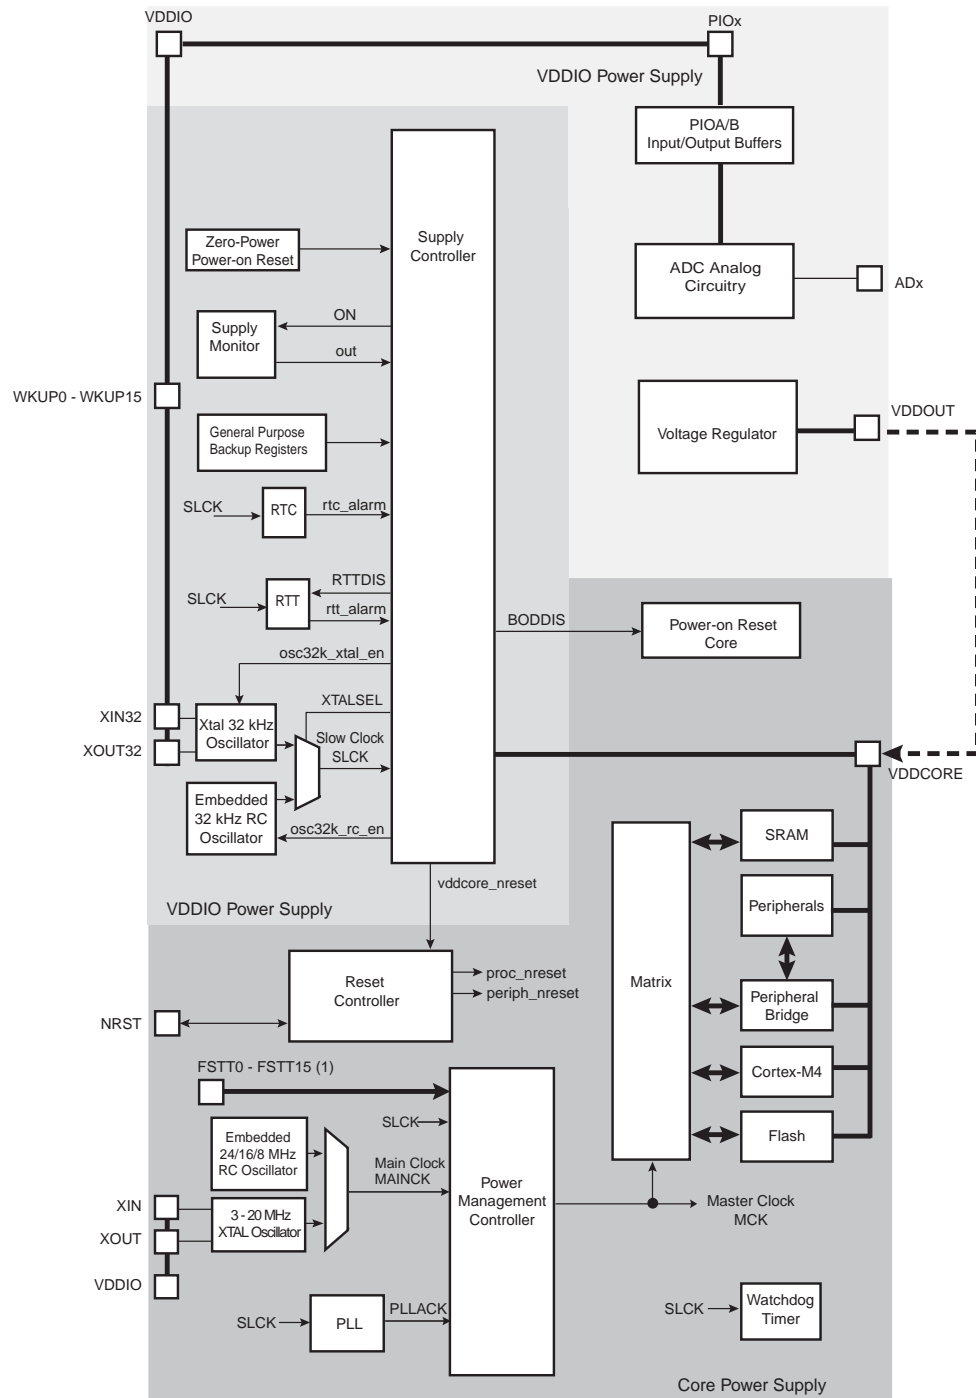 VDDIO
PIOx
VDDIO Power Supply
PIOA/B
Input/Output Buffers
Supply
Controller
Zero-Power
Power-on Reset
ADC Analog
Circuitry
ADx
ON
Supply
Monitor
out
WKUP0 - WKUP15
VDDOUT
General Purpose
Backup Registers
Voltage Regulator
SLCK
RTC
rtc_alarm
RTTDIS
SLCK
RTT
rtt_alarm
BODDIS
Power-on Reset
Core
osc32k_xtal_en
XTALSEL
XIN32
Xtal 32 kHz
Oscillator
XOUT32
Slow Clock
SLCK
VDDCORE
Embedded
32 kHz RC
Oscillator
osc32k_rc_en
SRAM
vddcore_nreset
VDDIO Power Supply
Peripherals
Reset
Controller
proc_nreset
periph_nreset
Matrix
Peripheral
Bridge
NRST
FSTT0 - FSTT15 (1)
Cortex-M4
SLCK
Flash
Embedded
24/16/8 MHz
RC Oscillator
Main Clock
MAINCK
Power
Management
Controller
XIN
3 - 20 MHz
XTAL Oscillator
XOUT
Master Clock
MCK
VDDIO
SLCK
PLL
PLLACK
SLCK
Watchdog
Timer
Core Power Supply